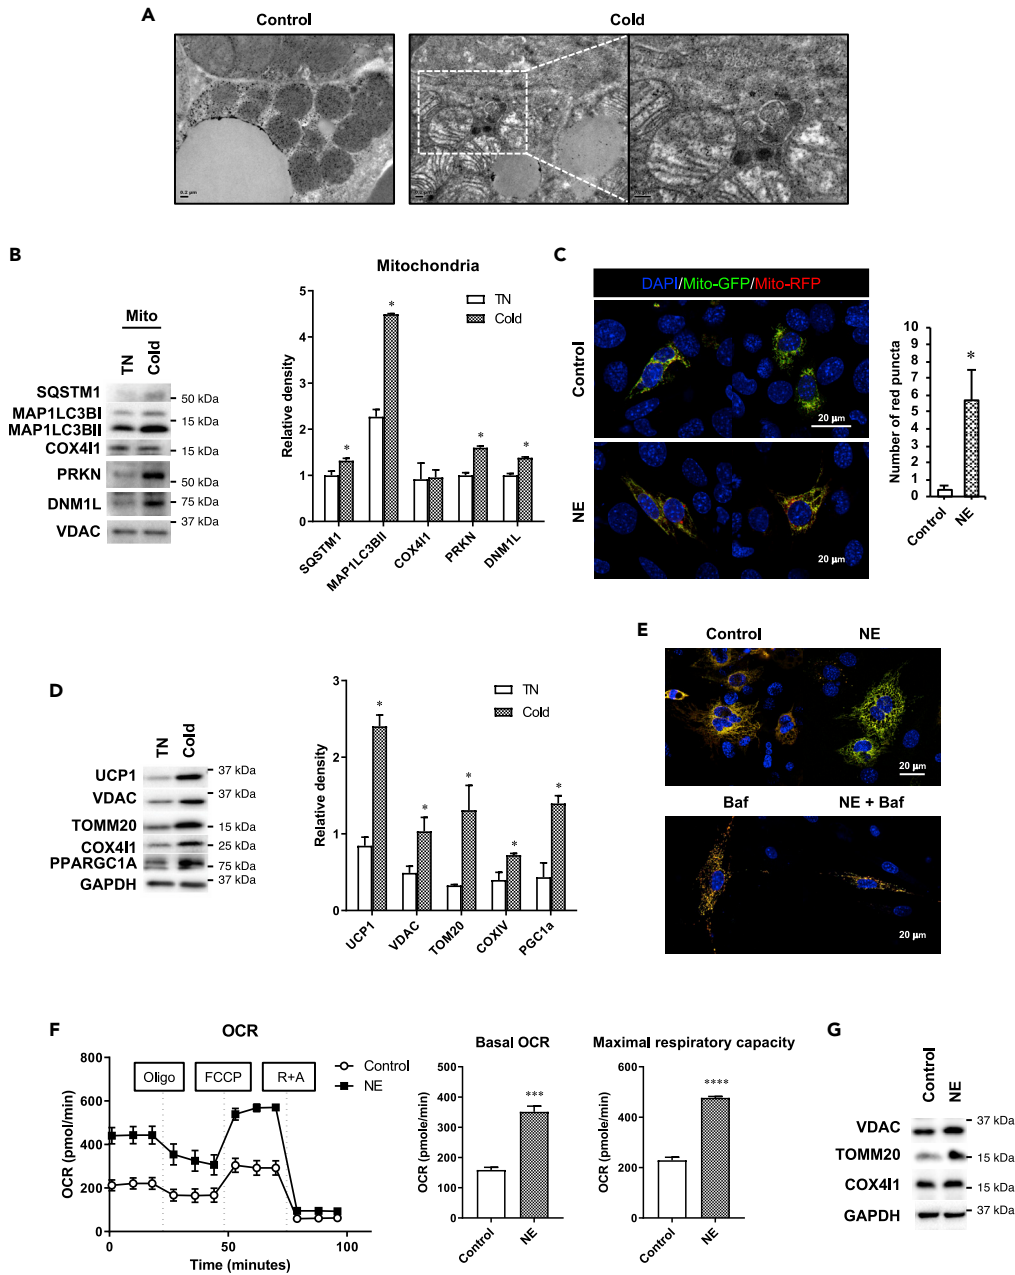 A
Control
Cold
0.2 μm
B
Mito
TN
Cold
SQSTM1
MAP1LC3BI
MAP1LC3BII
COX4I1
PRKN
DNM1L
VDAC
50 kDa
15 kDa
15 kDa
50 kDa
75 kDa
37 kDa
Mitochondria
TN
Cold
Relative density
5
4
3
2
1
0
*
*
*
*
SQSTM1
MAP1LC3BII
COX4I1
PRKN
DNM1L
C
DAPI/Mito-GFP/Mito-RFP
Control
20 μm
NE
20 μm
Number of red puncta
10
9
8
7
6
5
4
3
2
1
0
*
Control
NE
D
TN
Cold
UCP1
VDAC
TOMM20
COX4I1
PPARGC1A
GAPDH
37 kDa
37 kDa
15 kDa
25 kDa
75 kDa
37 kDa
TN
Cold
Relative density
3
2
1
0
*
*
*
*
*
UCP1
VDAC
TOM20
COXIV
PGC1a
E
Control
NE
20 μm
Baf
NE + Baf
20 μm
F
OCR
Oligo
FCCP
R+A
Control
NE
OCR (pmol/min)
800
600
400
200
0
0
50
100
Time (minutes)
Basal OCR
OCR (pmole/min)
500
400
300
200
100
0
***
Control
NE
Maximal respiratory capacity
OCR (pmole/min)
600
400
200
0
****
Control
NE
G
Control
NE
VDAC
TOMM20
COX4I1
GAPDH
37 kDa
15 kDa
15 kDa
37 kDa